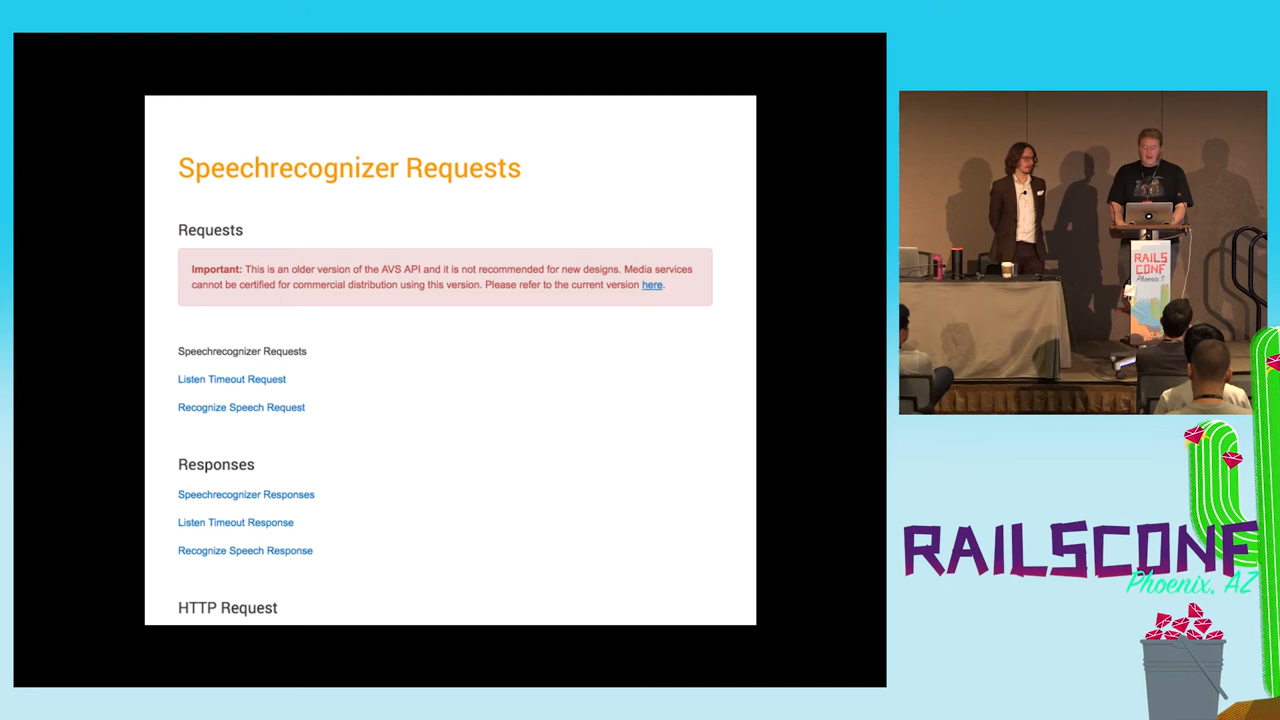 Speechrecognizer Requests
Requests
Important: This is an older version of the AVS API and it is not recommended for new designs. Media services
cannot be certified for commercial distribution using this version. Please refer to the current version here.
Speechrecognizer Requests
Listen Timeout Request
Recognize Speech Request
Responses
Speechrecognizer Responses
Listen Timeout Response
Recognize Speech Response
HTTP Request
RAILS
CONF
Phoenix
RAILSCONF
Phoenix, AZ